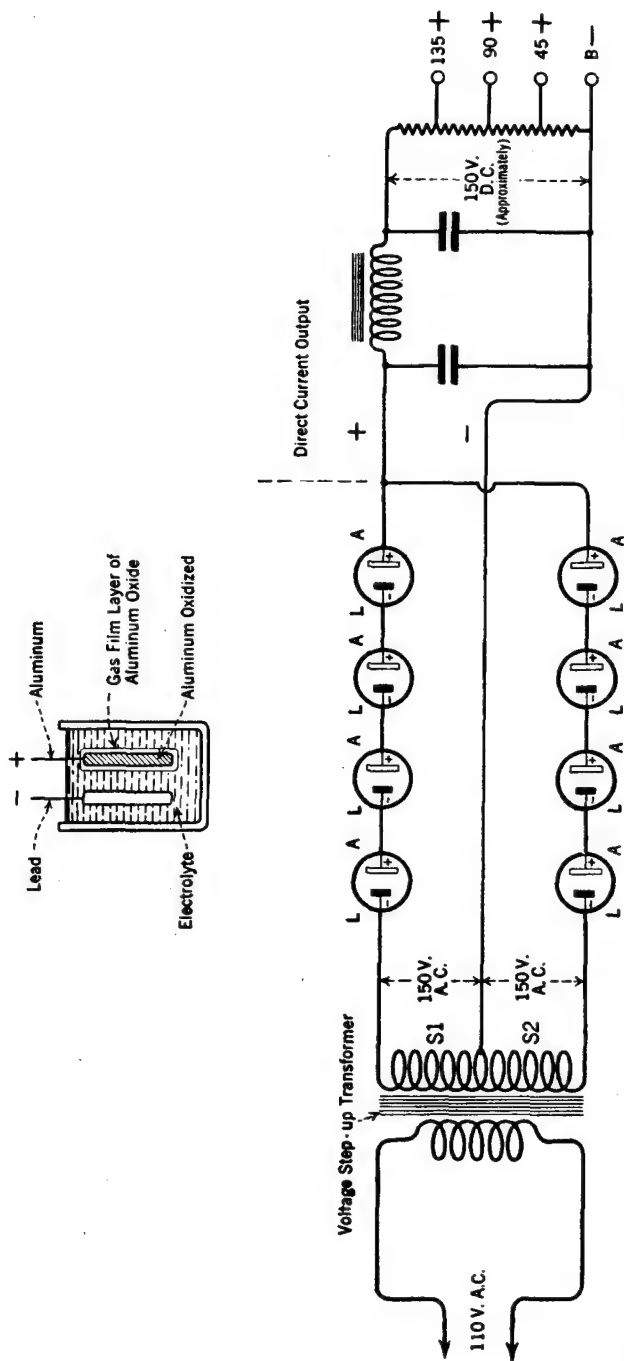 +
−
Aluminum
Lead
Gas Film Layer of
Aluminum Oxide
Aluminum Oxidized
Electrolyte
Voltage Step-up Transformer
110 V. A.C.
S1
S2
150 V.
A.C.
150 V.
A.C.
L A L A L A L A
- + - + - + - +
- + - + - + - +
L A L A L A L A
Direct Current Output
+
−
150 V.
D.C.
(Approximately)
135 +
90 +
45 +
B −